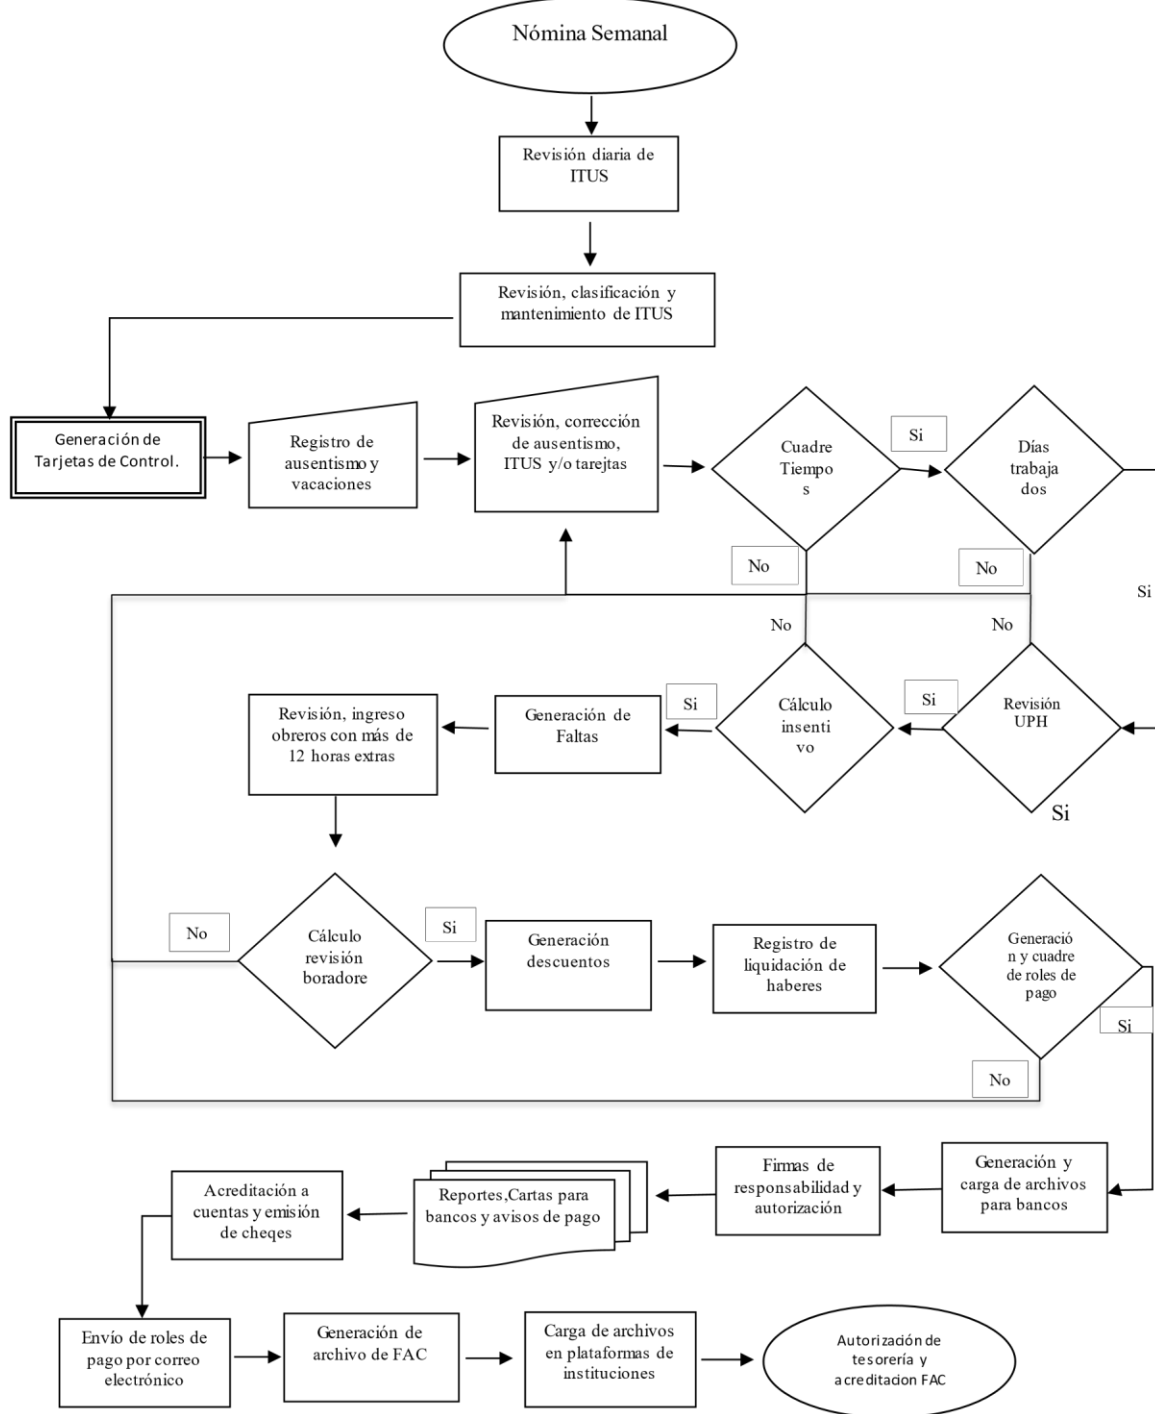 Nómina Semanal
Revisión diaria de
ITUS
Revisión, clasificación y
mantenimiento de ITUS
Generación de
Tarjetas de Control.
Registro de
ausentismo y
vacaciones
Revisión, corrección
de ausentismo,
ITUS y/o tarejtas
Cuadre
Tiempo
s
Si
Días
trabaja
dos
No
No
Si
No
No
Revisión, ingreso
obreros con más de
12 horas extras
Generación de
Faltas
Si
Cálculo
insenti
vo
Si
Revisión
UPH
Si
No
Cálculo
revisión
boradore
Si
Generación
descuentos
Registro de
liquidación de
haberes
Generació
n y cuadre
de roles de
pago
Si
No
Acreditación a
cuentas y emisión
de cheqes
Reportes,Cartas para
bancos y avisos de pago
Firmas de
responsabilidad y
autorización
Generación y
carga de archivos
para bancos
Envío de roles de
pago por correo
electrónico
Generación de
archivo de FAC
Carga de archivos
en plataformas de
instituciones
Autorización de
tesorería y
acreditacion FAC